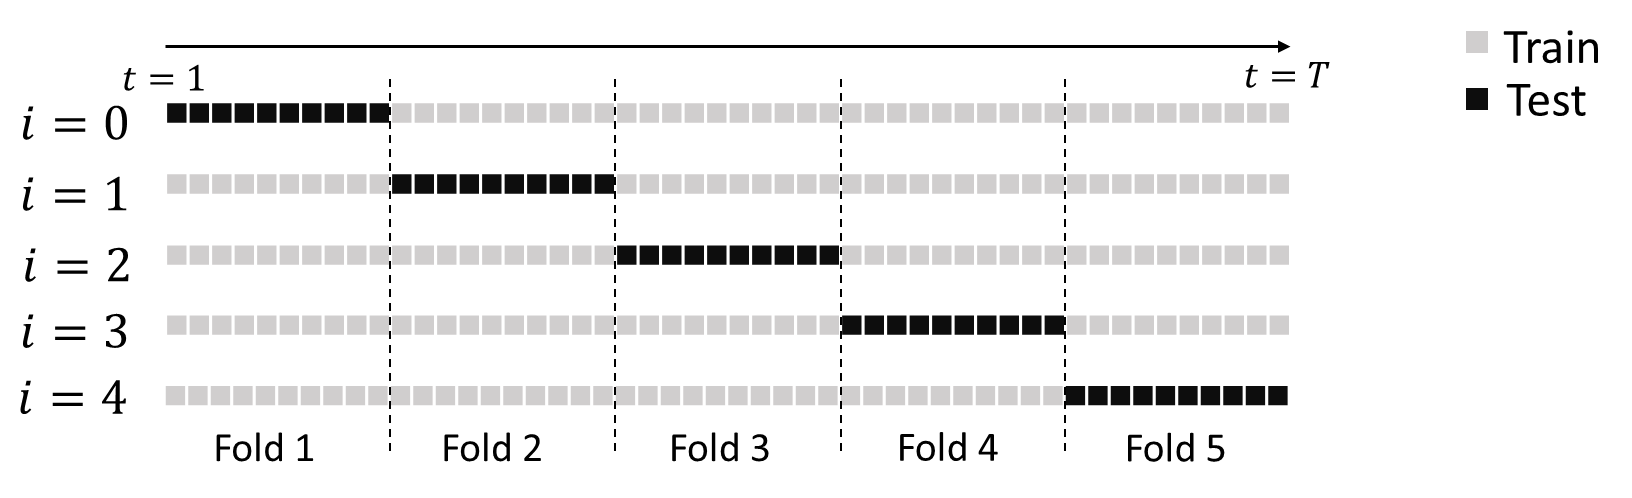 t = 1
t = T
Train
Test
i = 0
i = 1
i = 2
i = 3
i = 4
Fold 1 Fold 2 Fold 3 Fold 4 Fold 5